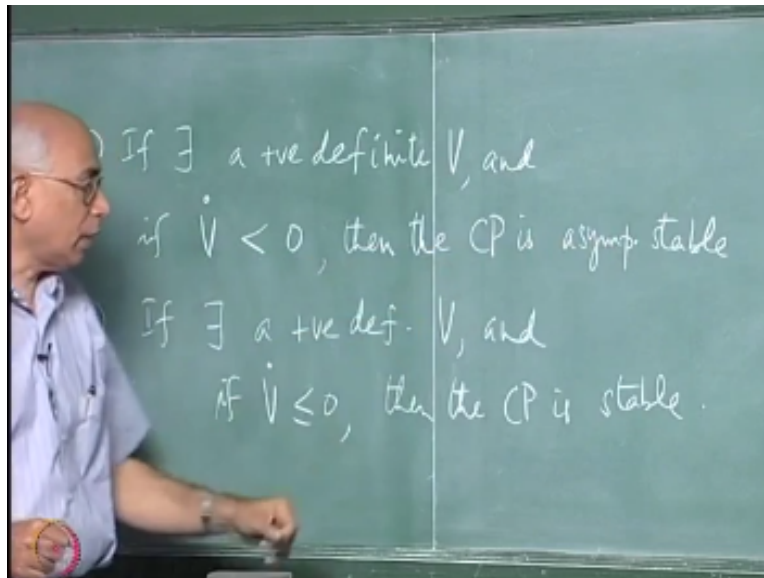 ) If ∃ a +ve definite V, and
if V̇ < 0, then the CP is asymp. stable
If ∃ a +ve def. V, and
if V̇ ≤ 0, then the CP is stable.